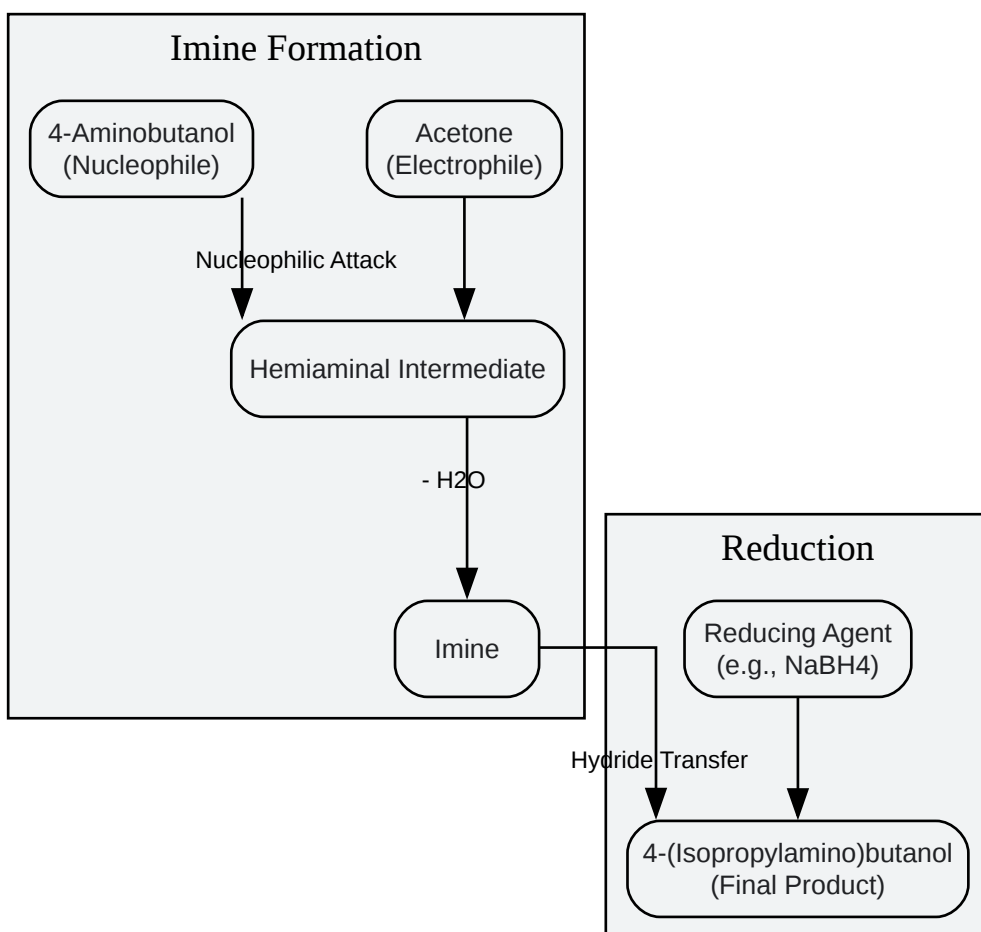 Imine Formation
4-Aminobutanol
(Nucleophile)
Acetone
(Electrophile)
Nucleophilic Attack
Hemiaminal Intermediate
- H2O
Imine
Reduction
Reducing Agent
(e.g., NaBH4)
Hydride Transfer
4-(Isopropylamino)butanol
(Final Product)